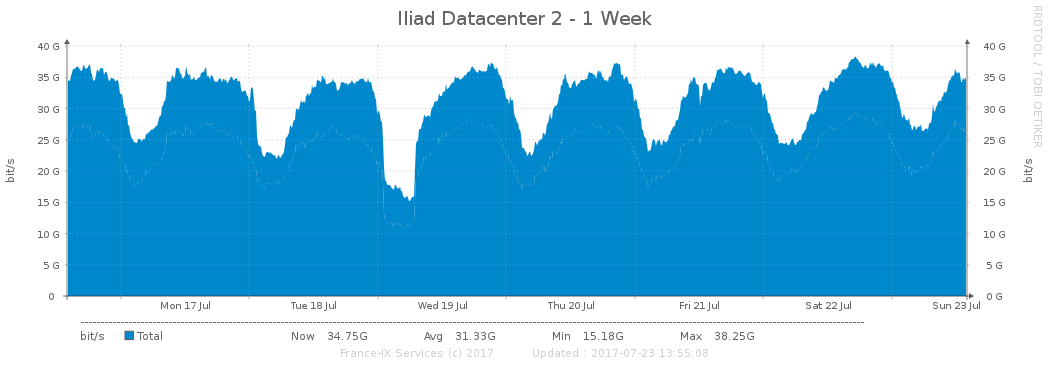 Iliad Datacenter 2 - 1 Week
RRDTOOL / TOBI OETIKER
40 G 40 G
35 G 35 G
30 G 30 G
25 G 25 G
20 G 20 G
15 G 15 G
10 G 10 G
5 G 5 G
0 0 G
bit/s bit/s
Mon 17 Jul Tue 18 Jul Wed 19 Jul Thu 20 Jul Fri 21 Jul Sat 22 Jul Sun 23 Jul
bit/s Total Now 34.75G Avg 31.33G Min 15.18G Max 38.25G
France-IX Services (c) 2017 Updated : 2017-07-23 13:55:08